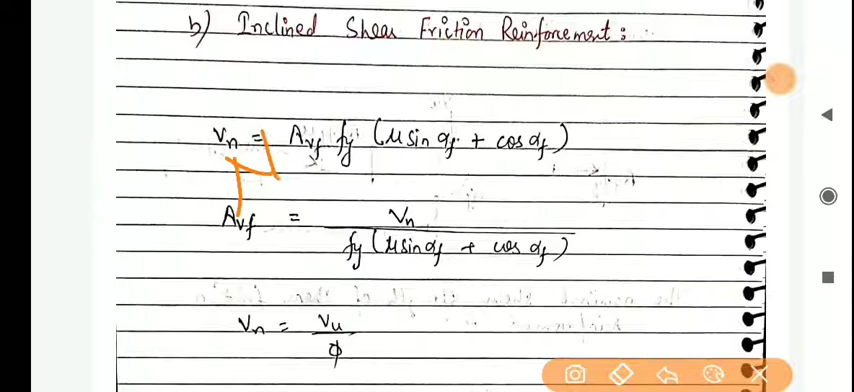 b) Inclined Shear Friction Reinforcement :
Vn = Avf fy (μ sin αf + cos αf)
Avf = Vn / fy (μ sin αf + cos αf)
Vn = Vu / φ